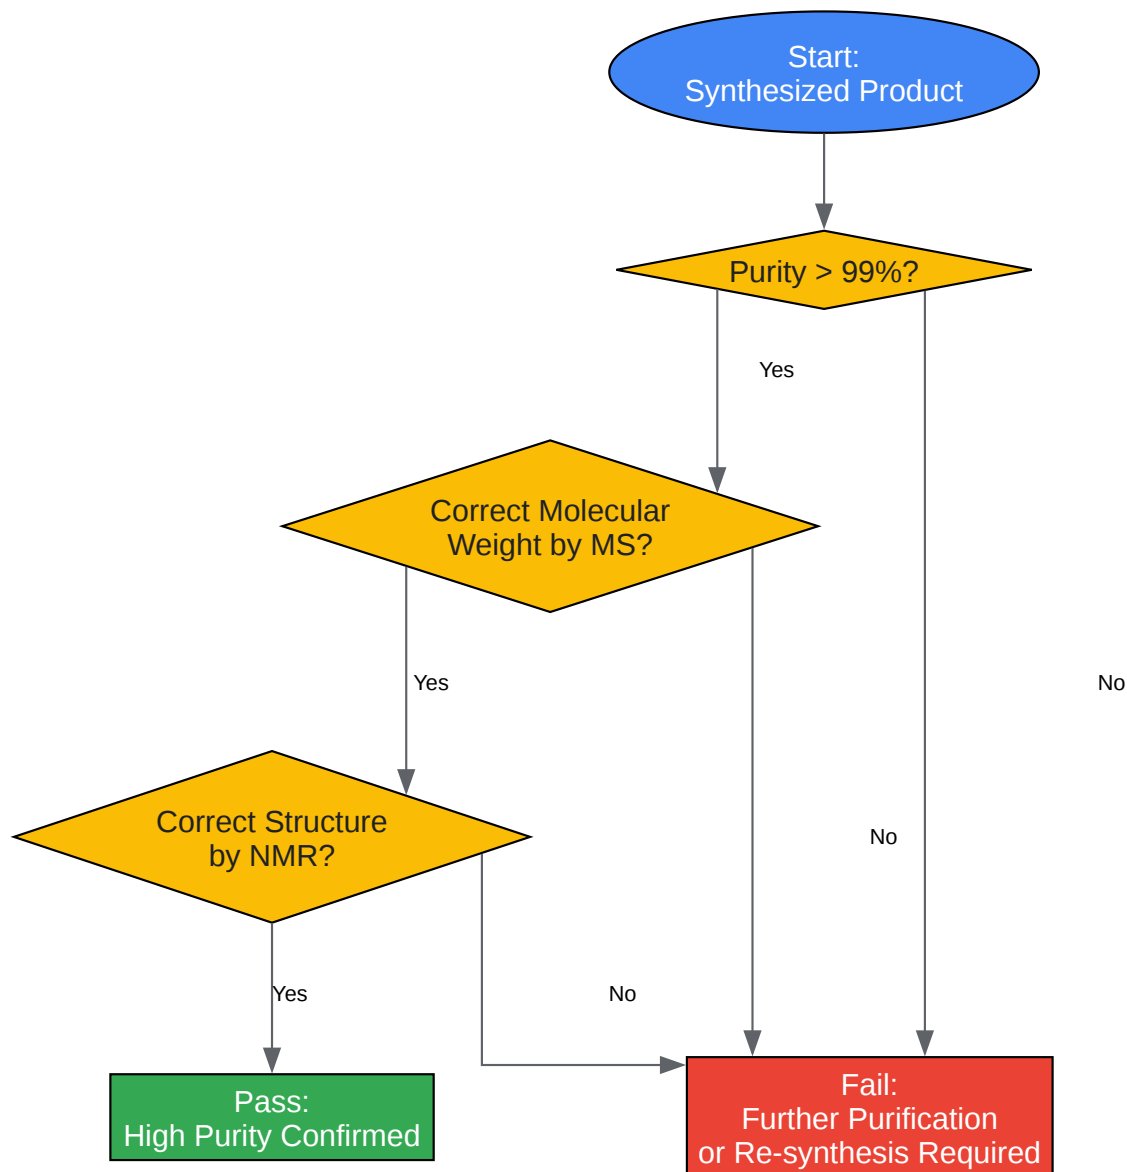 Start:
Synthesized Product
Purity > 99%?
Yes
Correct Molecular
Weight by MS?
Yes
No
Correct Structure
by NMR?
No
Yes
No
Pass:
High Purity Confirmed
Fail:
Further Purification
or Re-synthesis Required